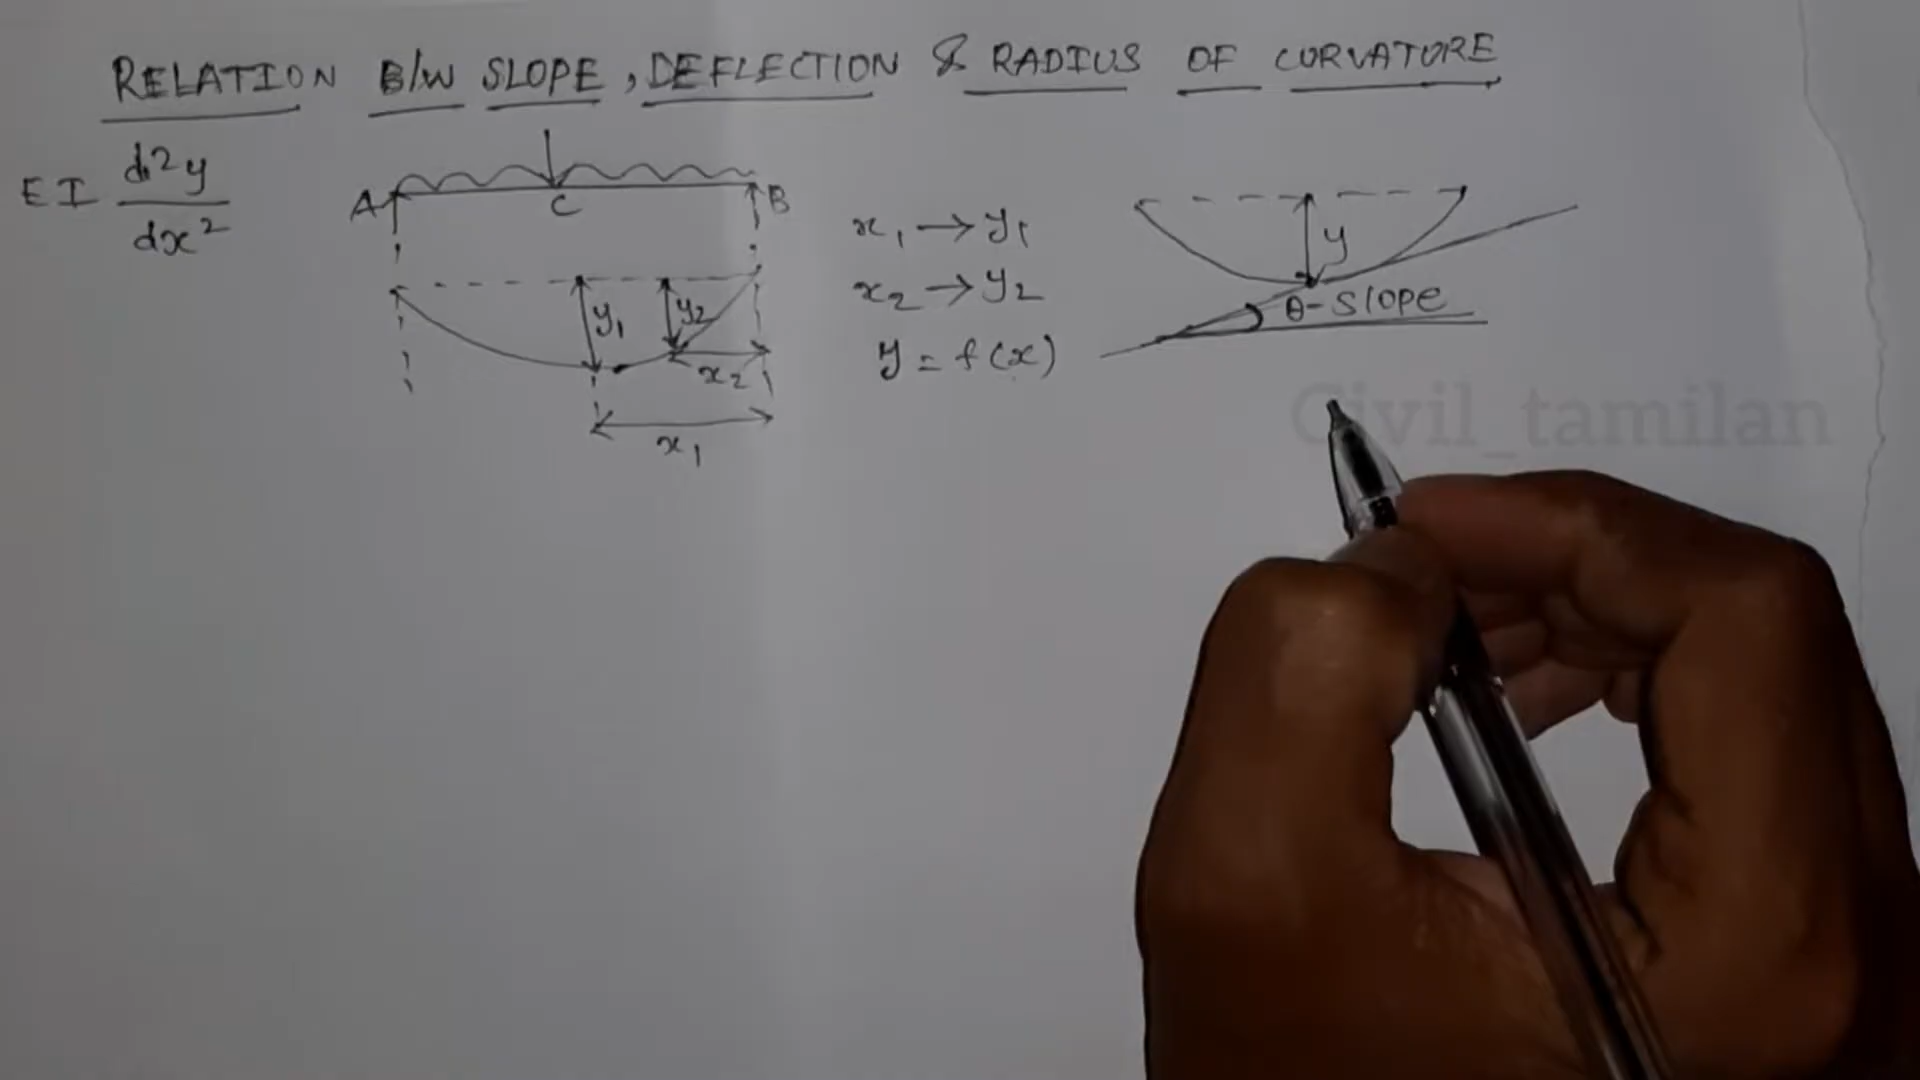 RELATION B/W SLOPE, DEFLECTION & RADIUS OF CURVATURE
EI d²y/dx²
A C B
y₁ y₂
x₂
x₁
x₁ → y₁
x₂ → y₂
y = f(x)
y
θ - Slope
Civil_tamilan